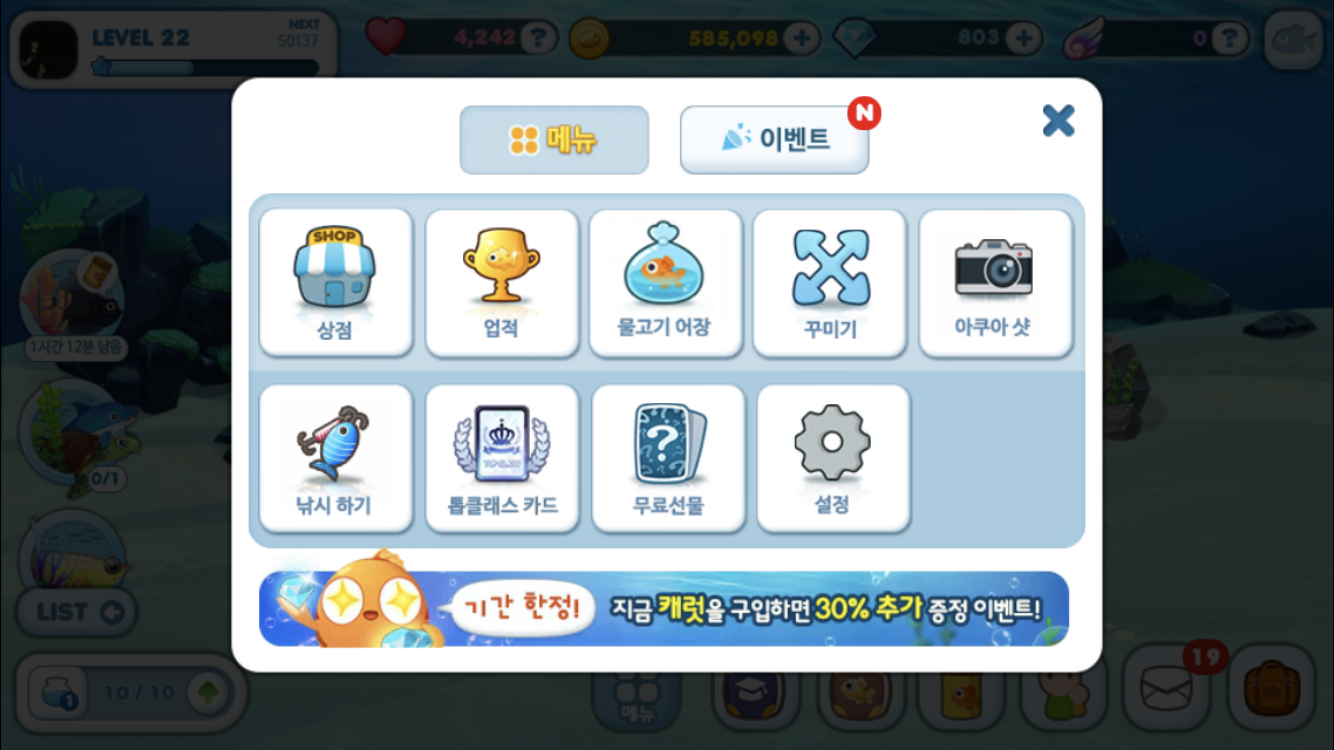 LEVEL 22
NEXT
50137
4,242
?
585,098
803
0
?
메뉴
이벤트
N
SHOP
상점
업적
물고기 어장
꾸미기
아쿠아 샷
1시간 12분 남음
0/1
?
낚시 하기
톱클래스 카드
무료선물
설정
기간 한정!
지금 캐럿을 구입하면 30% 추가 증정 이벤트!
LIST
1
10/10
메뉴
19